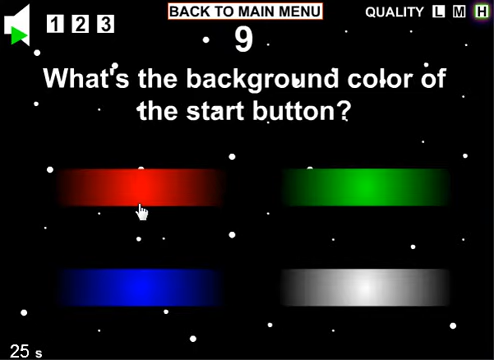 BACK TO MAIN MENU
QUALITY L M H
1 2 3
9
What's the background color of
the start button?
25 s